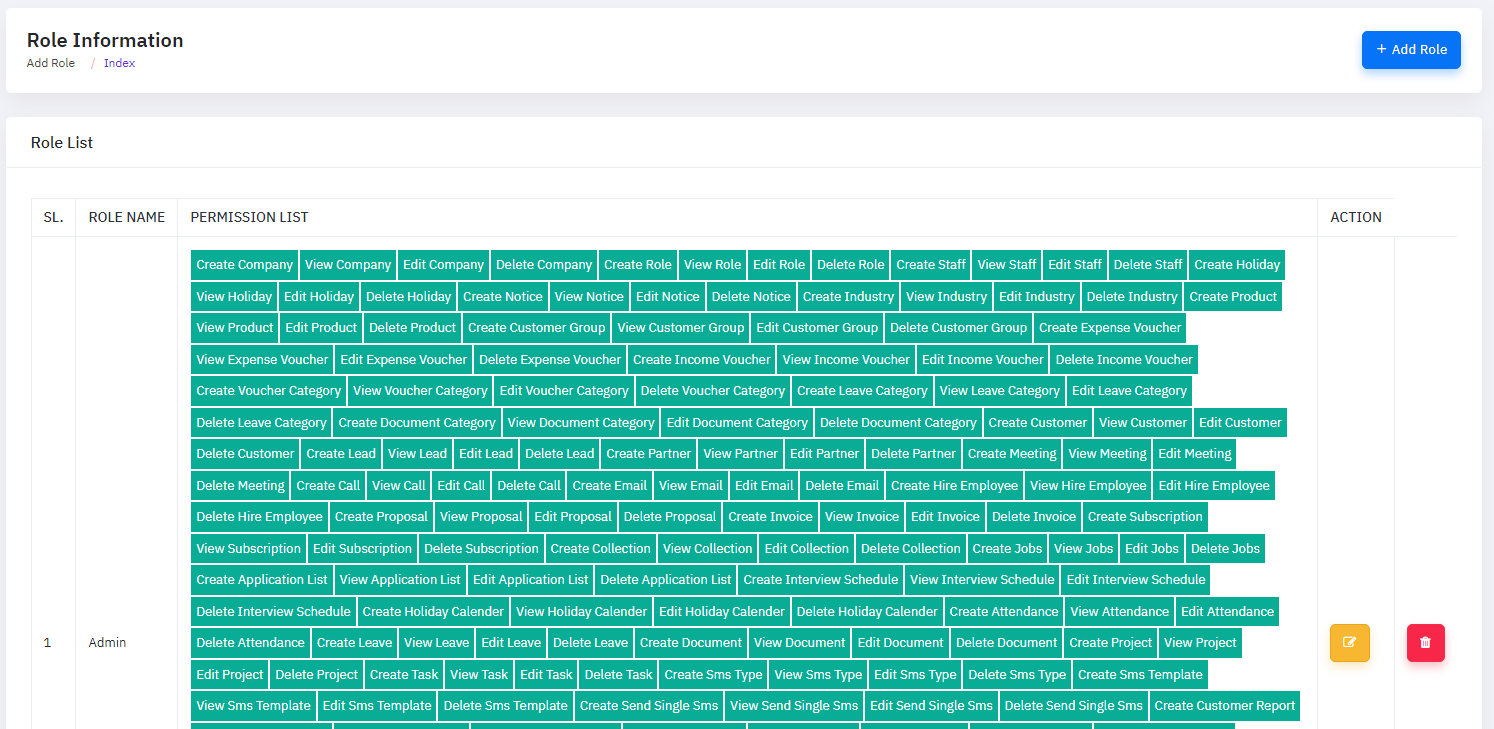 Role Information
Add Role / Index
+ Add Role
Role List
SL. ROLE NAME PERMISSION LIST ACTION
Create Company View Company Edit Company Delete Company Create Role View Role Edit Role Delete Role Create Staff View Staff Edit Staff Delete Staff Create Holiday
View Holiday Edit Holiday Delete Holiday Create Notice View Notice Edit Notice Delete Notice Create Industry View Industry Edit Industry Delete Industry Create Product
View Product Edit Product Delete Product Create Customer Group View Customer Group Edit Customer Group Delete Customer Group Create Expense Voucher
View Expense Voucher Edit Expense Voucher Delete Expense Voucher Create Income Voucher View Income Voucher Edit Income Voucher Delete Income Voucher
Create Voucher Category View Voucher Category Edit Voucher Category Delete Voucher Category Create Leave Category View Leave Category Edit Leave Category
Delete Leave Category Create Document Category View Document Category Edit Document Category Delete Document Category Create Customer View Customer Edit Customer
Delete Customer Create Lead View Lead Edit Lead Delete Lead Create Partner View Partner Edit Partner Delete Partner Create Meeting View Meeting Edit Meeting
Delete Meeting Create Call View Call Edit Call Delete Call Create Email View Email Edit Email Delete Email Create Hire Employee View Hire Employee Edit Hire Employee
Delete Hire Employee Create Proposal View Proposal Edit Proposal Delete Proposal Create Invoice View Invoice Edit Invoice Delete Invoice Create Subscription
View Subscription Edit Subscription Delete Subscription Create Collection View Collection Edit Collection Delete Collection Create Jobs View Jobs Edit Jobs Delete Jobs
Create Application List View Application List Edit Application List Delete Application List Create Interview Schedule View Interview Schedule Edit Interview Schedule
Delete Interview Schedule Create Holiday Calender View Holiday Calender Edit Holiday Calender Delete Holiday Calender Create Attendance View Attendance Edit Attendance
1 Admin Delete Attendance Create Leave View Leave Edit Leave Delete Leave Create Document View Document Edit Document Delete Document Create Project View Project
Edit Project Delete Project Create Task View Task Edit Task Delete Task Create Sms Type View Sms Type Edit Sms Type Delete Sms Type Create Sms Template
View Sms Template Edit Sms Template Delete Sms Template Create Send Single Sms View Send Single Sms Edit Send Single Sms Delete Send Single Sms Create Customer Report